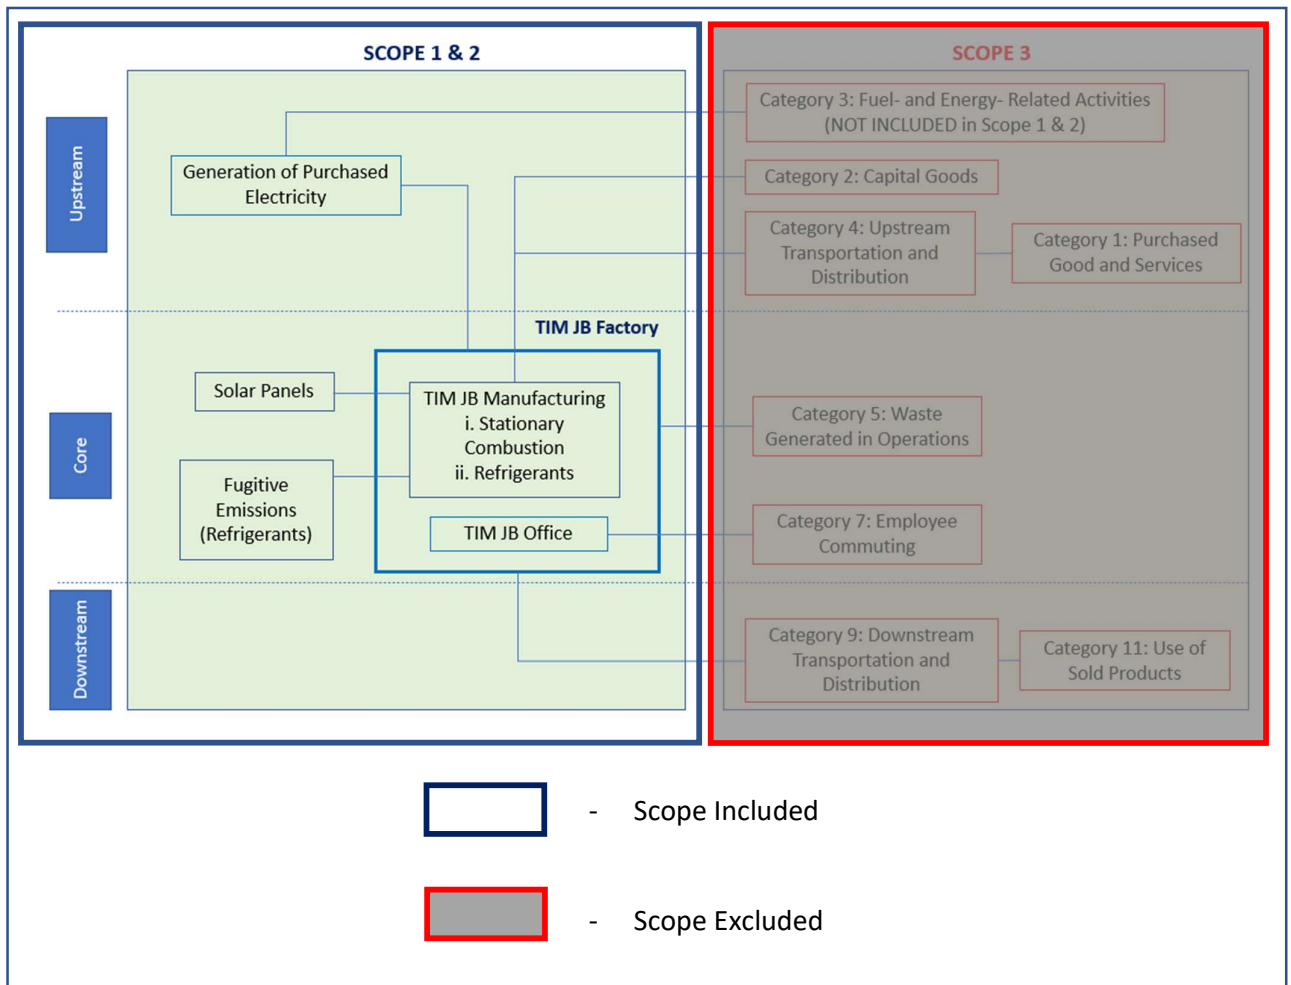 SCOPE 1 & 2
SCOPE 3
Upstream
Generation of Purchased
Electricity
Category 3: Fuel- and Energy- Related Activities
(NOT INCLUDED in Scope 1 & 2)
Category 2: Capital Goods
Category 4: Upstream
Transportation and
Distribution
Category 1: Purchased
Good and Services
TIM JB Factory
Core
Solar Panels
TIM JB Manufacturing
i. Stationary
Combustion
ii. Refrigerants
Fugitive
Emissions
(Refrigerants)
TIM JB Office
Category 5: Waste
Generated in Operations
Category 7: Employee
Commuting
Downstream
Category 9: Downstream
Transportation and
Distribution
Category 11: Use of
Sold Products
- Scope Included
- Scope Excluded